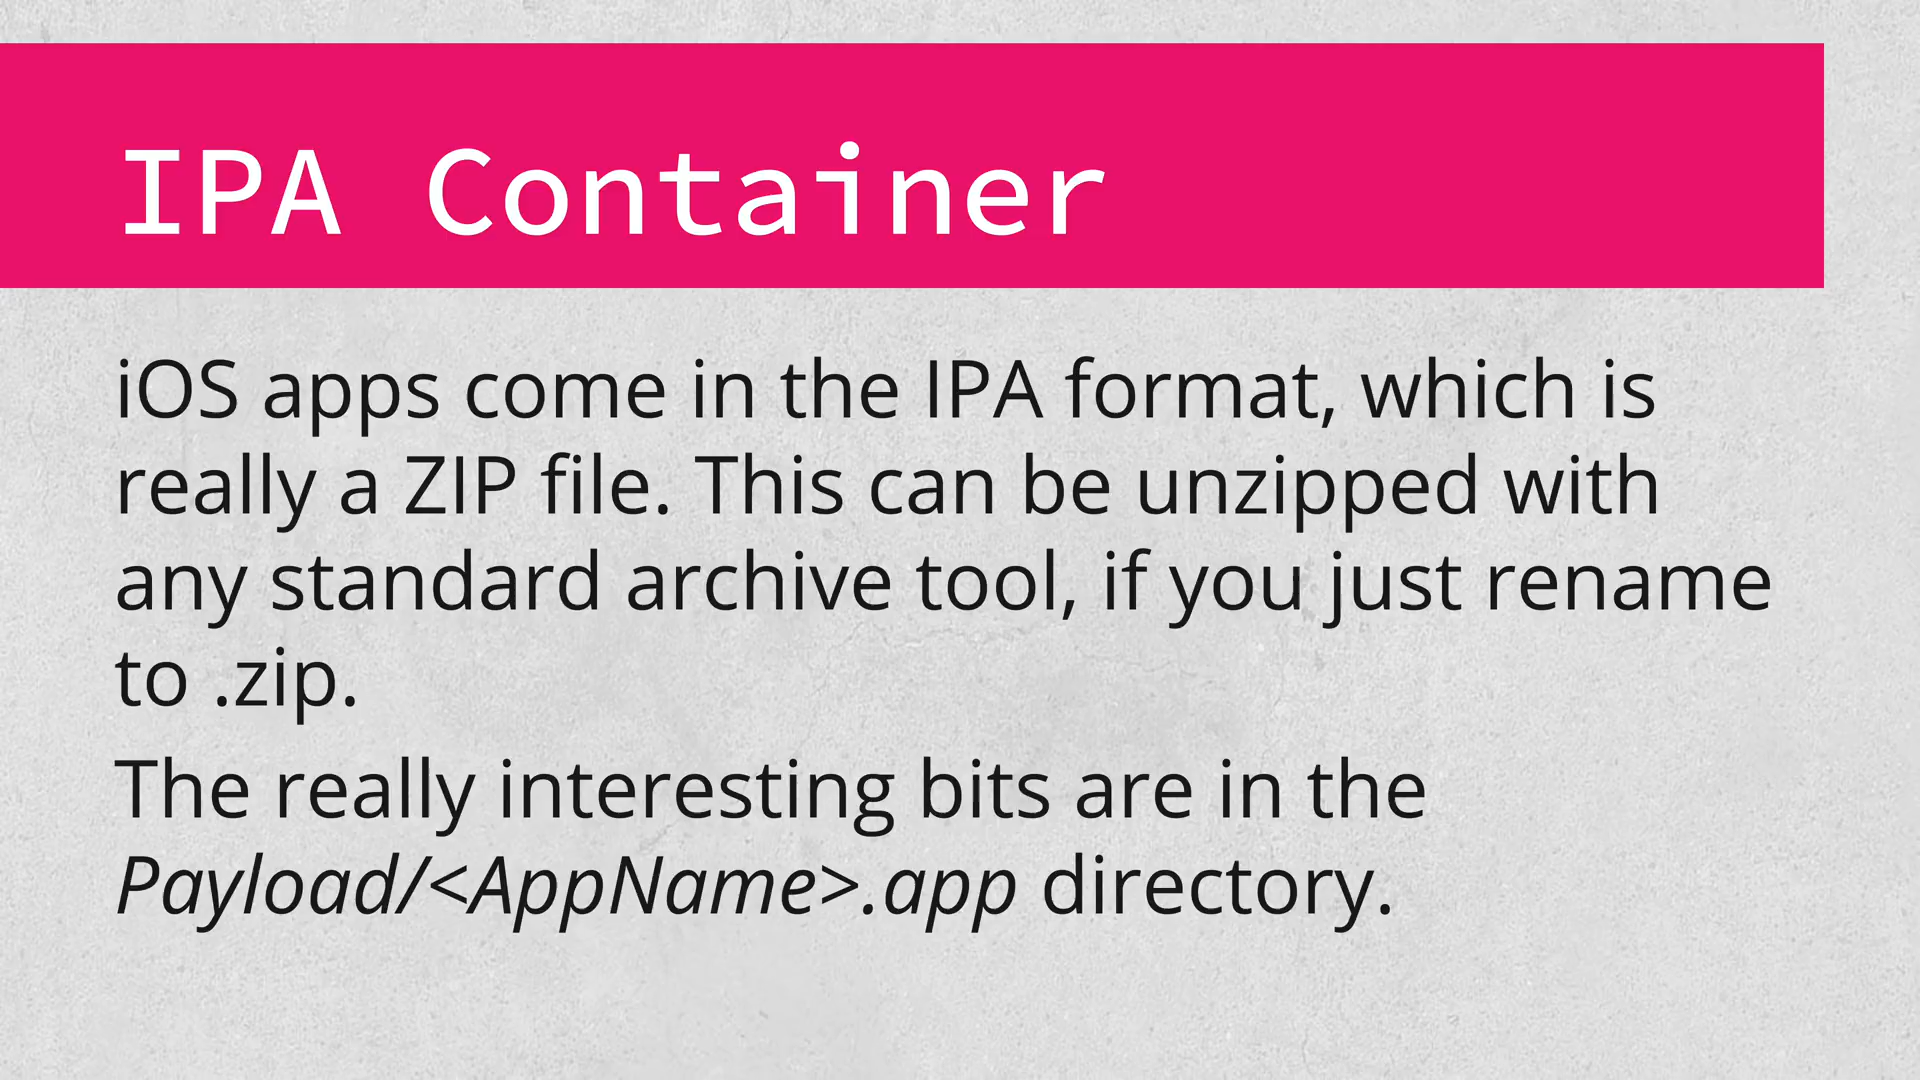 IPA Container
iOS apps come in the IPA format, which is
really a ZIP file. This can be unzipped with
any standard archive tool, if you just rename
to .zip.
The really interesting bits are in the
Payload/<AppName>.app directory.